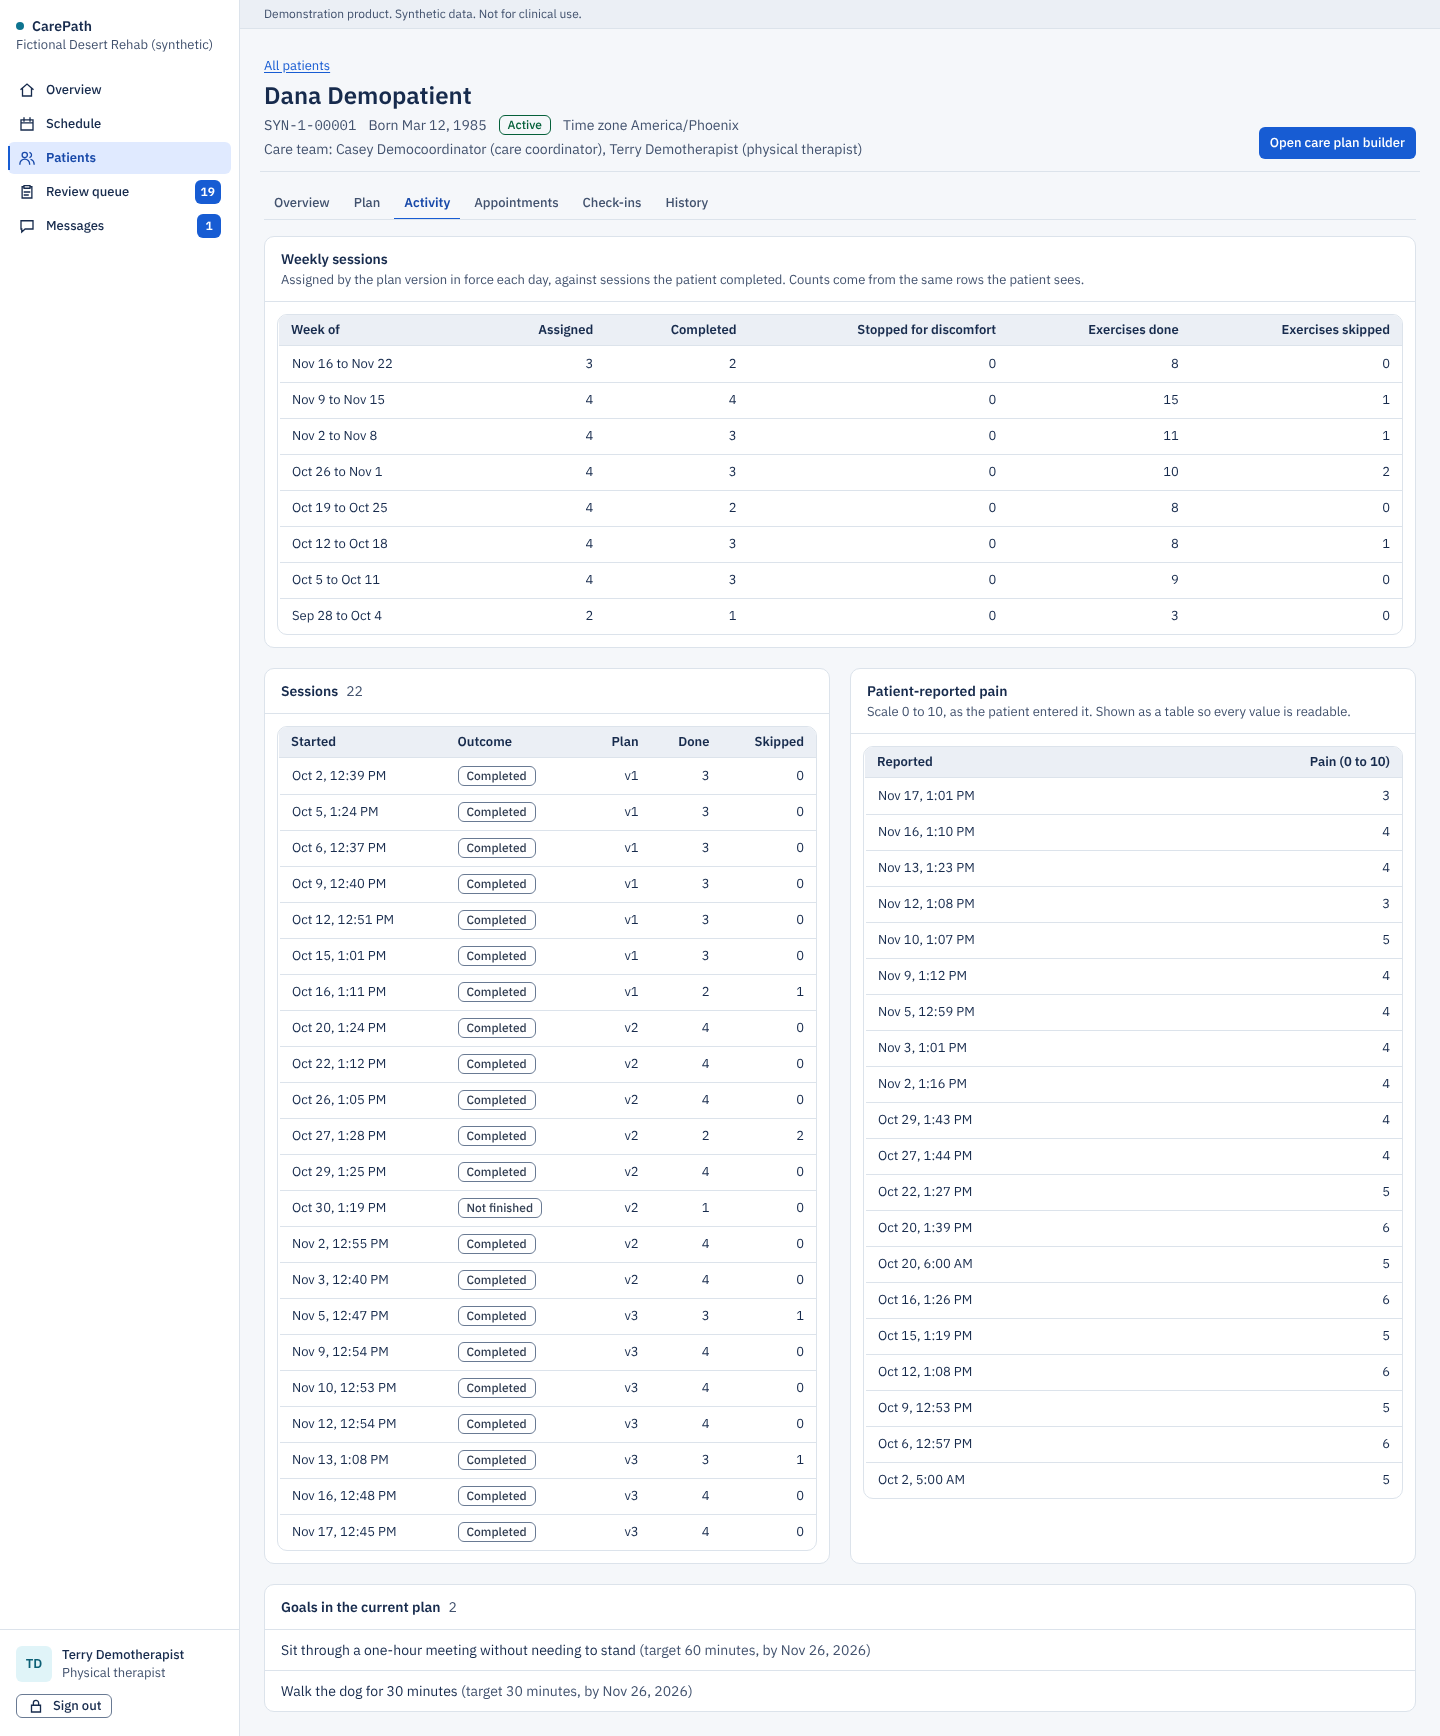 CarePath
Fictional Desert Rehab (synthetic)
Overview
Schedule
Patients
Review queue 19
Messages 1
Terry Demotherapist
TD
Physical therapist
Sign out
Demonstration product. Synthetic data. Not for clinical use.
All patients
Dana Demopatient
SYN-1-00001 Born Mar 12, 1985 Active Time zone America/Phoenix
Care team: Casey Democoordinator (care coordinator), Terry Demotherapist (physical therapist)
Open care plan builder
Overview Plan Activity Appointments Check-ins History
Weekly sessions
Assigned by the plan version in force each day, against sessions the patient completed. Counts come from the same rows the patient sees.
Week of Assigned Completed Stopped for discomfort Exercises done Exercises skipped
Nov 16 to Nov 22 3 2 0 8 0
Nov 9 to Nov 15 4 4 0 15 1
Nov 2 to Nov 8 4 3 0 11 1
Oct 26 to Nov 1 4 3 0 10 2
Oct 19 to Oct 25 4 2 0 8 0
Oct 12 to Oct 18 4 3 0 8 1
Oct 5 to Oct 11 4 3 0 9 0
Sep 28 to Oct 4 2 1 0 3 0
Sessions 22
Started Outcome Plan Done Skipped
Oct 2, 12:39 PM Completed v1 3 0
Oct 5, 1:24 PM Completed v1 3 0
Oct 6, 12:37 PM Completed v1 3 0
Oct 9, 12:40 PM Completed v1 3 0
Oct 12, 12:51 PM Completed v1 3 0
Oct 15, 1:01 PM Completed v1 3 0
Oct 16, 1:11 PM Completed v1 2 1
Oct 20, 1:24 PM Completed v2 4 0
Oct 22, 1:12 PM Completed v2 4 0
Oct 26, 1:05 PM Completed v2 4 0
Oct 27, 1:28 PM Completed v2 2 2
Oct 29, 1:25 PM Completed v2 4 0
Oct 30, 1:19 PM Not finished v2 1 0
Nov 2, 12:55 PM Completed v2 4 0
Nov 3, 12:40 PM Completed v2 4 0
Nov 5, 12:47 PM Completed v3 3 1
Nov 9, 12:54 PM Completed v3 4 0
Nov 10, 12:53 PM Completed v3 4 0
Nov 12, 12:54 PM Completed v3 4 0
Nov 13, 1:08 PM Completed v3 3 1
Nov 16, 12:48 PM Completed v3 4 0
Nov 17, 12:45 PM Completed v3 4 0
Patient-reported pain
Scale 0 to 10, as the patient entered it. Shown as a table so every value is readable.
Reported Pain (0 to 10)
Nov 17, 1:01 PM 3
Nov 16, 1:10 PM 4
Nov 13, 1:23 PM 4
Nov 12, 1:08 PM 3
Nov 10, 1:07 PM 5
Nov 9, 1:12 PM 4
Nov 5, 12:59 PM 4
Nov 3, 1:01 PM 4
Nov 2, 1:16 PM 4
Oct 29, 1:43 PM 4
Oct 27, 1:44 PM 4
Oct 22, 1:27 PM 5
Oct 20, 1:39 PM 6
Oct 20, 6:00 AM 5
Oct 16, 1:26 PM 6
Oct 15, 1:19 PM 5
Oct 12, 1:08 PM 6
Oct 9, 12:53 PM 5
Oct 6, 12:57 PM 6
Oct 2, 5:00 AM 5
Goals in the current plan 2
Sit through a one-hour meeting without needing to stand (target 60 minutes, by Nov 26, 2026)
Walk the dog for 30 minutes (target 30 minutes, by Nov 26, 2026)